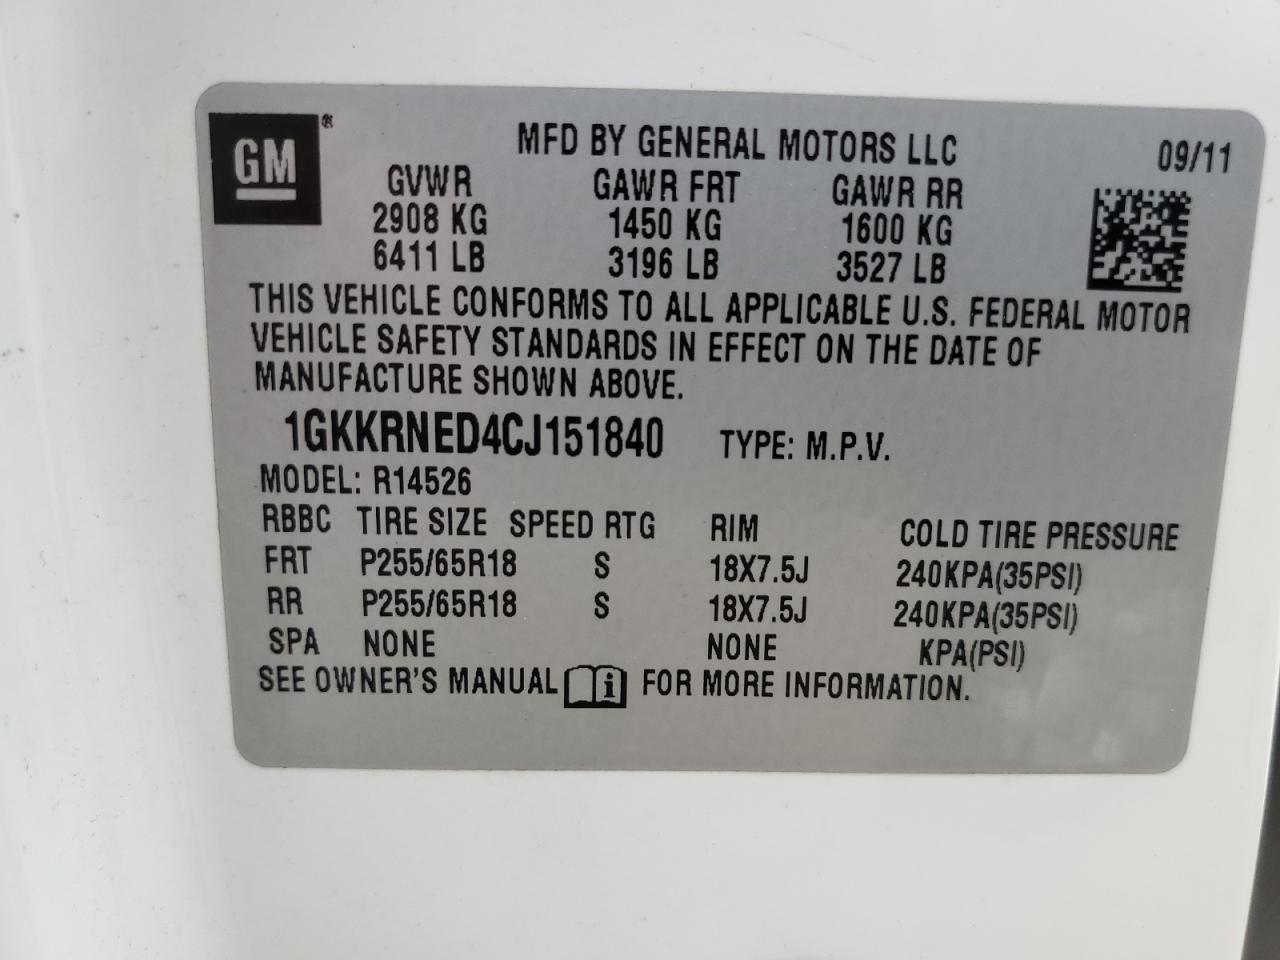 GM®
MFD BY GENERAL MOTORS LLC 09/11
GVWR GAWR FRT GAWR RR
2908 KG 1450 KG 1600 KG
6411 LB 3196 LB 3527 LB
THIS VEHICLE CONFORMS TO ALL APPLICABLE U.S. FEDERAL MOTOR
VEHICLE SAFETY STANDARDS IN EFFECT ON THE DATE OF
MANUFACTURE SHOWN ABOVE.
1GKKRNED4CJ151840 TYPE: M.P.V.
MODEL: R14526
RBBC TIRE SIZE SPEED RTG RIM COLD TIRE PRESSURE
FRT P255/65R18 S 18X7.5J 240KPA(35PSI)
RR P255/65R18 S 18X7.5J 240KPA(35PSI)
SPA NONE NONE KPA(PSI)
SEE OWNER'S MANUAL i FOR MORE INFORMATION.